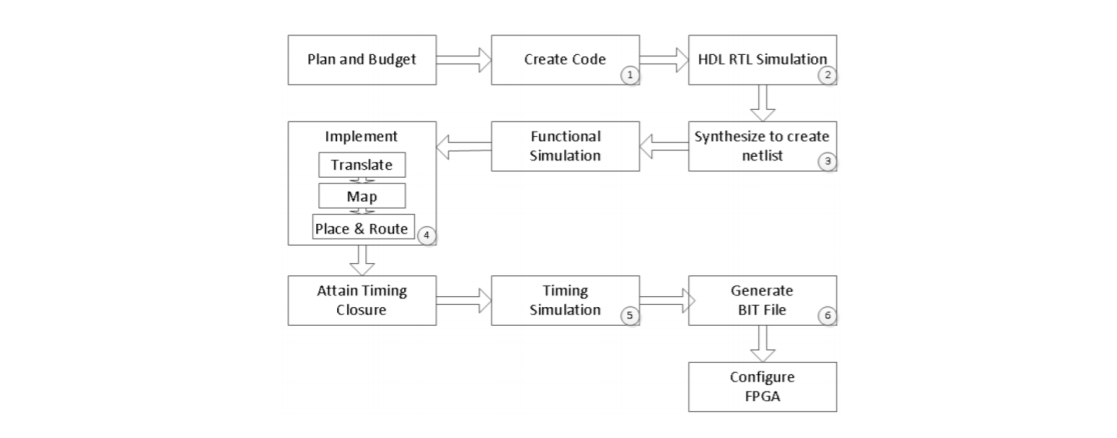 Plan and Budget
Create Code
1
HDL RTL Simulation
2
Implement
Translate
Map
Place & Route
4
Functional
Simulation
Synthesize to create
netlist
3
Attain Timing
Closure
Timing
Simulation
5
Generate
BIT File
6
Configure
FPGA